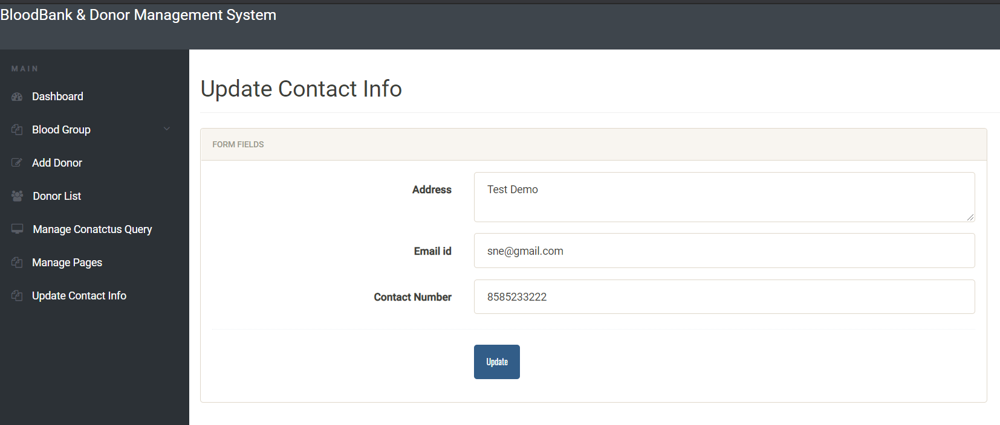 BloodBank & Donor Management System
MAIN
Dashboard
Blood Group
Add Donor
Donor List
Manage Conatctus Query
Manage Pages
Update Contact Info
Update Contact Info
FORM FIELDS
Address
Test Demo
Email id
sne@gmail.com
Contact Number
8585233222
Update